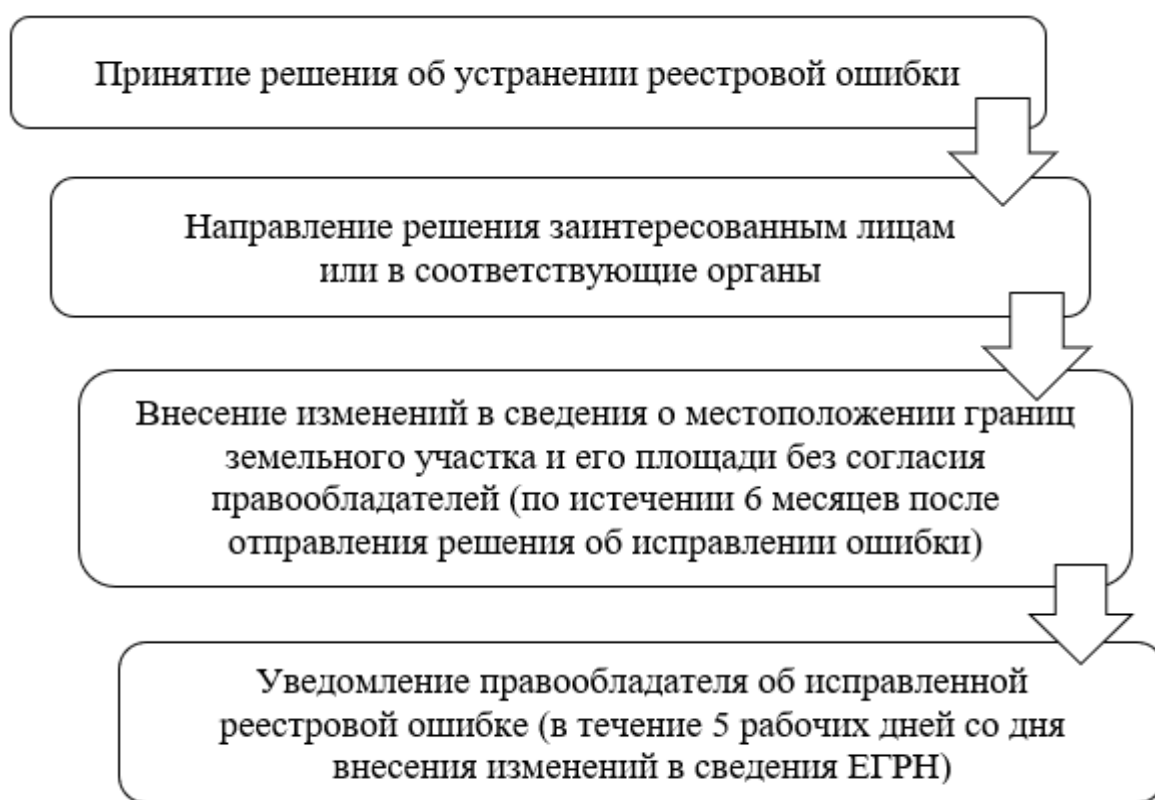 Принятие решения об устранении реестровой ошибки
Направление решения заинтересованным лицам
или в соответствующие органы
Внесение изменений в сведения о местоположении границ
земельного участка и его площади без согласия
правообладателей (по истечении 6 месяцев после
отправления решения об исправлении ошибки)
Уведомление правообладателя об исправленной
реестровой ошибке (в течение 5 рабочих дней со дня
внесения изменений в сведения ЕГРН)